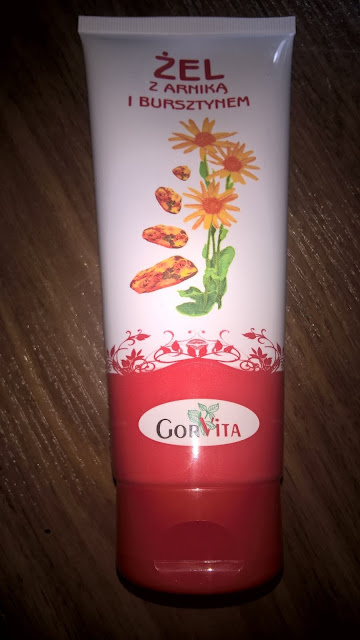 ŻEL
Z ARNIKĄ
I BURSZTYNEM
GORVITA